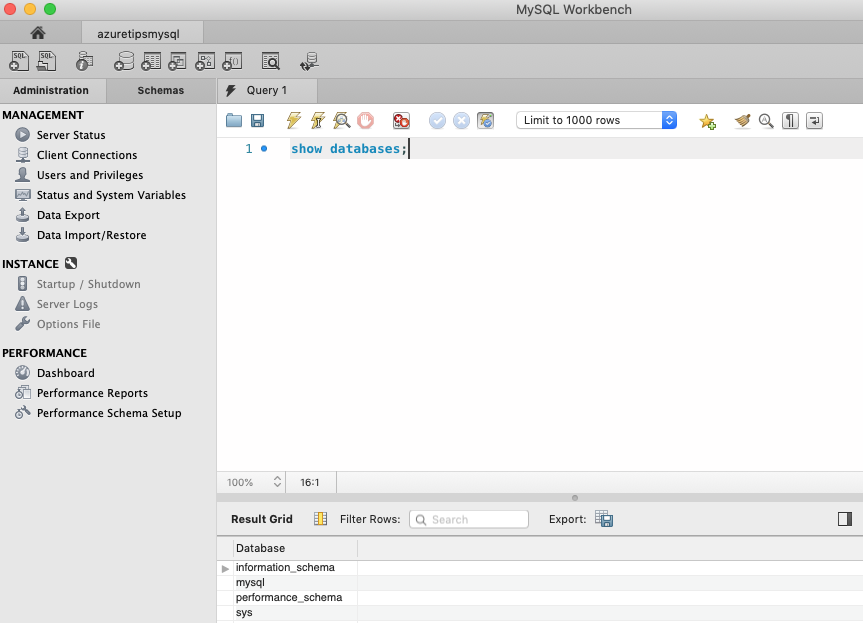 MySQL Workbench
azuretipsmysql
SQL SQL
Administration Schemas Query 1
MANAGEMENT
Server Status
Client Connections
Users and Privileges
Status and System Variables
Data Export
Data Import/Restore
INSTANCE
Startup / Shutdown
Server Logs
Options File
PERFORMANCE
Dashboard
Performance Reports
Performance Schema Setup
Limit to 1000 rows
1 show databases;
100% 16:1
Result Grid Filter Rows: Search Export:
Database
information_schema
mysql
performance_schema
sys